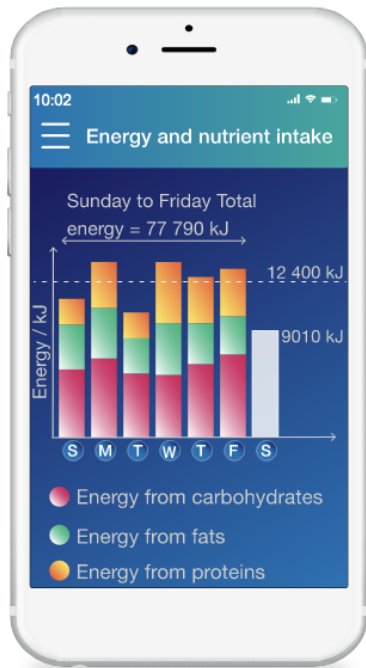 10:02
Energy and nutrient intake
Sunday to Friday Total
energy = 77 790 kJ
12 400 kJ
9010 kJ
Energy / kJ
S M T W T F S
Energy from carbohydrates
Energy from fats
Energy from proteins